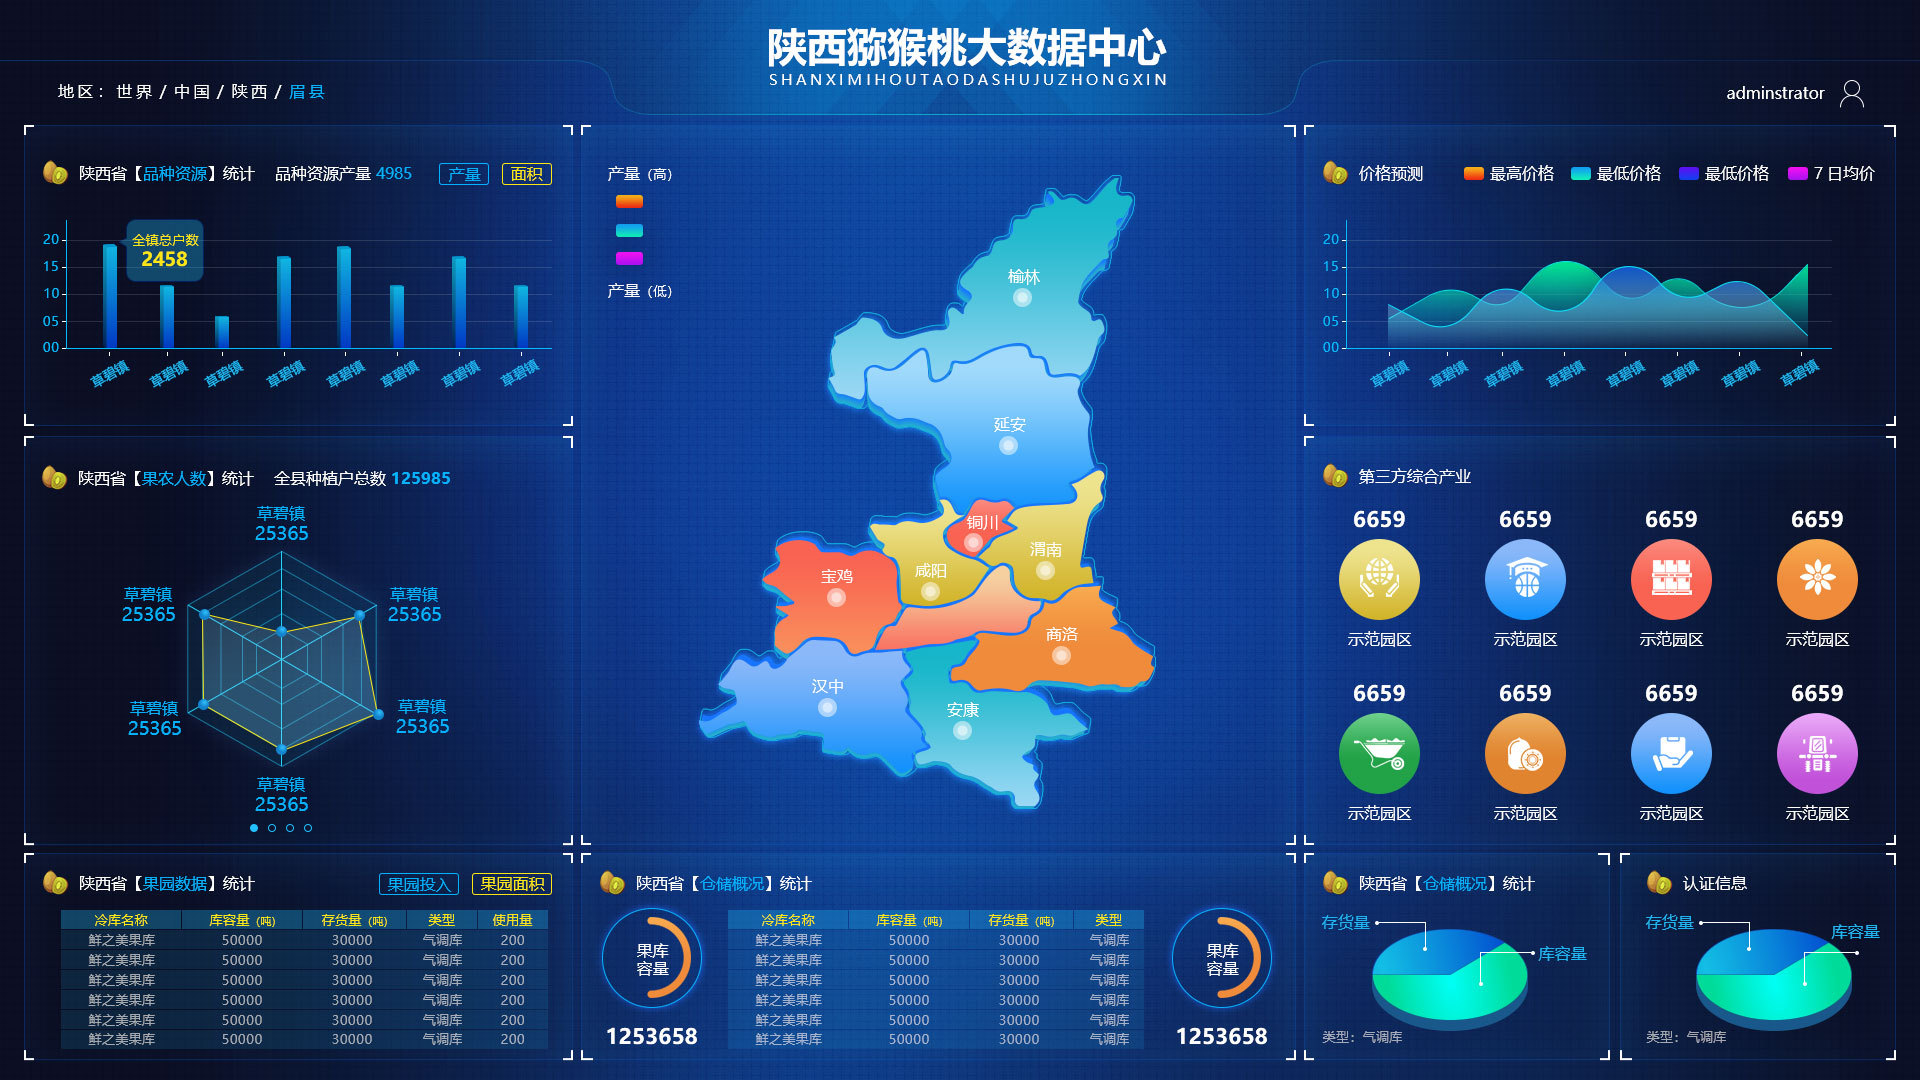 陕西猕猴桃大数据中心
SHANXIMIHOUTAODASHUJUZHONGXIN
地区：世界 / 中国 / 陕西 / 眉县
adminstrator
陕西省【品种资源】统计 品种资源产量 4985 产量 面积
全镇总户数
2458
20
15
10
05
00
草碧镇 草碧镇 草碧镇 草碧镇 草碧镇 草碧镇 草碧镇 草碧镇
陕西省【果农人数】统计 全县种植户总数 125985
草碧镇
25365
草碧镇
25365
草碧镇
25365
草碧镇
25365
草碧镇
25365
草碧镇
25365
陕西省【果园数据】统计 果园投入 果园面积
冷库名称 库容量（吨） 存货量（吨） 类型 使用量
鲜之美果库 50000 30000 气调库 200
鲜之美果库 50000 30000 气调库 200
鲜之美果库 50000 30000 气调库 200
鲜之美果库 50000 30000 气调库 200
鲜之美果库 50000 30000 气调库 200
鲜之美果库 50000 30000 气调库 200
产量（高）
产量（低）
榆林
延安
铜川
渭南
咸阳
宝鸡
商洛
汉中
安康
陕西省【仓储概况】统计
果库
容量
1253658
冷库名称 库容量（吨） 存货量（吨） 类型
鲜之美果库 50000 30000 气调库
鲜之美果库 50000 30000 气调库
鲜之美果库 50000 30000 气调库
鲜之美果库 50000 30000 气调库
鲜之美果库 50000 30000 气调库
鲜之美果库 50000 30000 气调库
果库
容量
1253658
价格预测 最高价格 最低价格 最低价格 7 日均价
20
15
10
05
00
草碧镇 草碧镇 草碧镇 草碧镇 草碧镇 草碧镇 草碧镇 草碧镇
第三方综合产业
6659 6659 6659 6659
示范园区 示范园区 示范园区 示范园区
6659 6659 6659 6659
示范园区 示范园区 示范园区 示范园区
陕西省【仓储概况】统计
存货量
库容量
类型：气调库
认证信息
存货量
库容量
类型：气调库